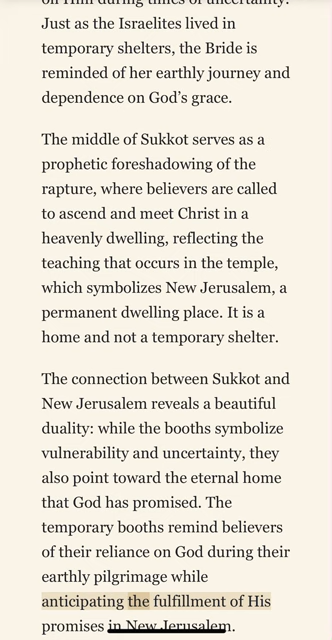 on Him during times of uncertainty.
Just as the Israelites lived in
temporary shelters, the Bride is
reminded of her earthly journey and
dependence on God’s grace.
The middle of Sukkot serves as a
prophetic foreshadowing of the
rapture, where believers are called
to ascend and meet Christ in a
heavenly dwelling, reflecting the
teaching that occurs in the temple,
which symbolizes New Jerusalem, a
permanent dwelling place. It is a
home and not a temporary shelter.
The connection between Sukkot and
New Jerusalem reveals a beautiful
duality: while the booths symbolize
vulnerability and uncertainty, they
also point toward the eternal home
that God has promised. The
temporary booths remind believers
of their reliance on God during their
earthly pilgrimage while
anticipating the fulfillment of His
promises in New Jerusalem.